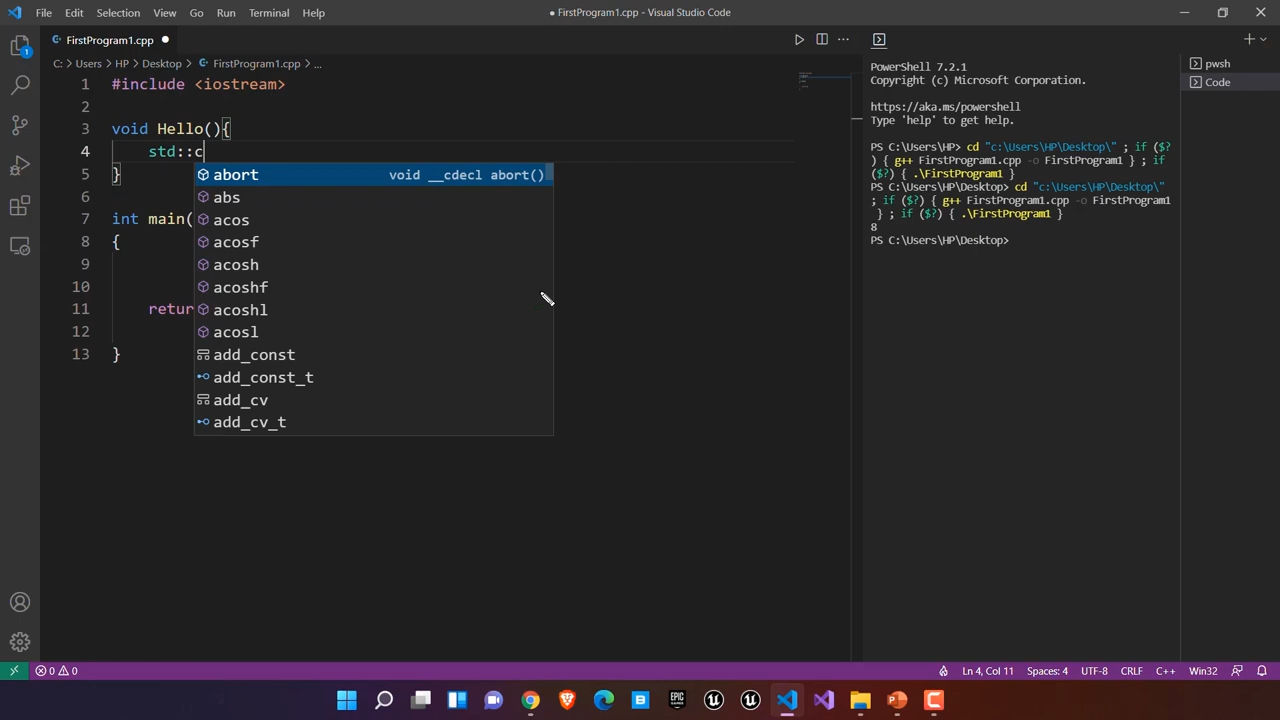 File Edit Selection View Go Run Terminal Help
● FirstProgram1.cpp - Visual Studio Code
FirstProgram1.cpp ●
C: > Users > HP > Desktop > FirstProgram1.cpp > ...
1 #include <iostream>
2
3 void Hello(){
4 std::c
5 }
6
7 int main(
8 {
9
10
11 retur
12
13 }
abort void __cdecl abort()
abs
acos
acosf
acosh
acoshf
acoshl
acosl
add_const
add_const_t
add_cv
add_cv_t
PowerShell 7.2.1
Copyright (c) Microsoft Corporation.
https://aka.ms/powershell
Type 'help' to get help.
PS C:\Users\HP> cd "c:\Users\HP\Desktop\" ; if ($?
) { g++ FirstProgram1.cpp -o FirstProgram1 } ; if
($?) { .\FirstProgram1 }
PS C:\Users\HP\Desktop> cd "c:\Users\HP\Desktop\"
; if ($?) { g++ FirstProgram1.cpp -o FirstProgram1
} ; if ($?) { .\FirstProgram1 }
8
PS C:\Users\HP\Desktop>
pwsh
Code
1
0 0
Ln 4, Col 11 Spaces: 4 UTF-8 CRLF C++ Win32
EPIC GAMES